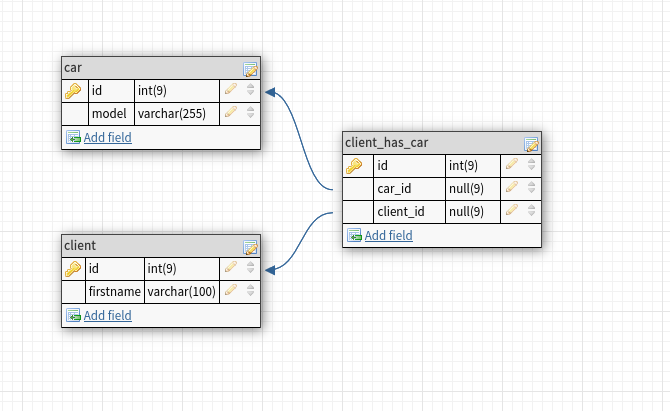 car
id int(9)
model varchar(255)
Add field
client_has_car
id int(9)
car_id null(9)
client_id null(9)
Add field
client
id int(9)
firstname varchar(100)
Add field